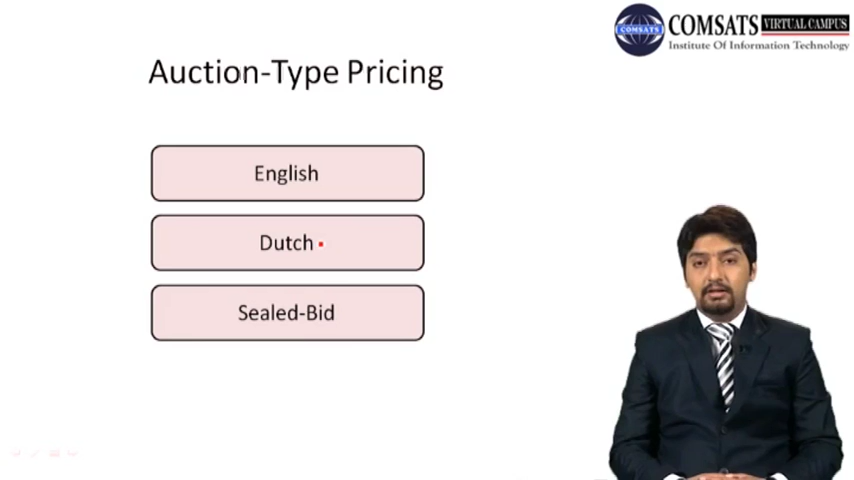 COMSATS VIRTUAL CAMPUS
COMSATS
Institute Of Information Technology
Auction-Type Pricing
English
Dutch
Sealed-Bid